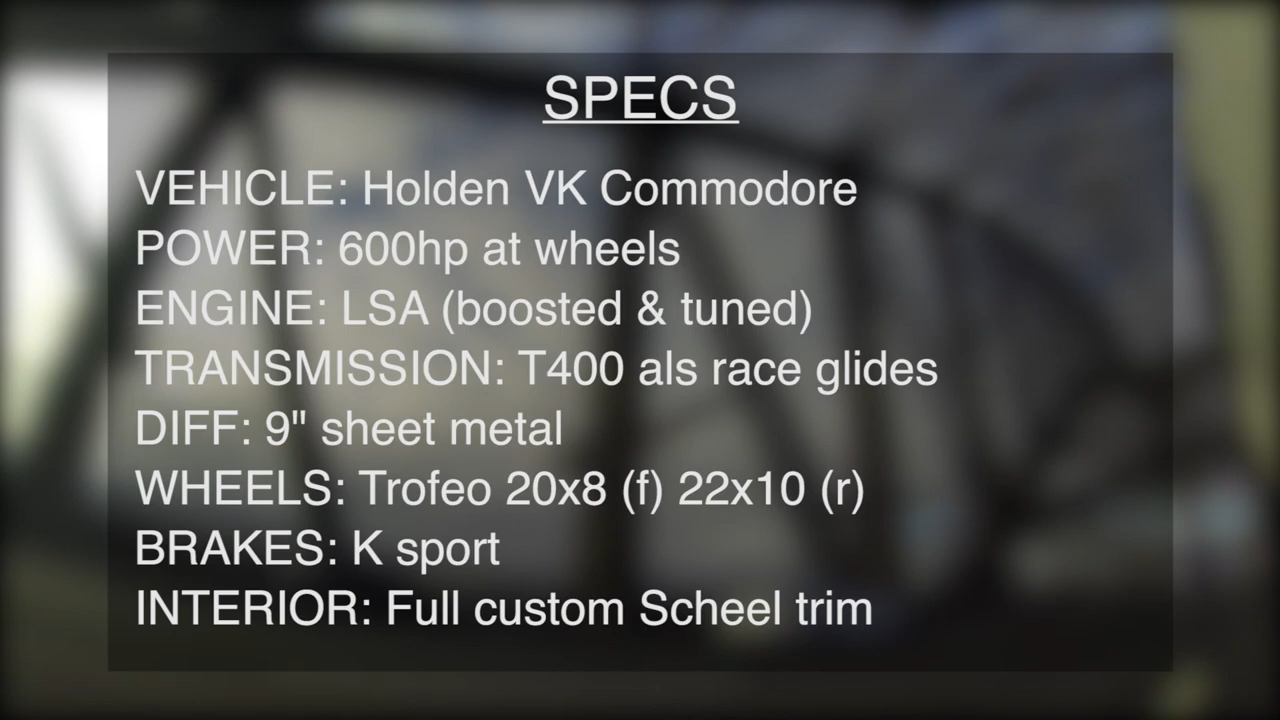 SPECS
VEHICLE: Holden VK Commodore
POWER: 600hp at wheels
ENGINE: LSA (boosted & tuned)
TRANSMISSION: T400 als race glides
DIFF: 9" sheet metal
WHEELS: Trofeo 20x8 (f) 22x10 (r)
BRAKES: K sport
INTERIOR: Full custom Scheel trim